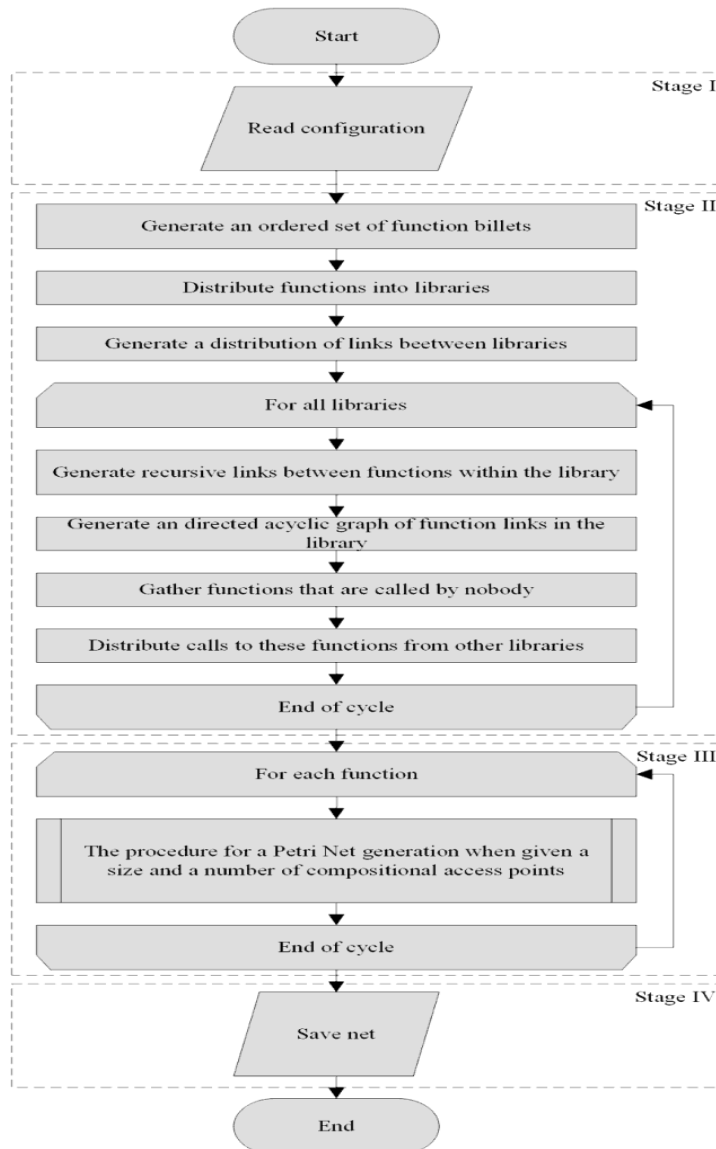 Start
Stage I
Read configuration
Stage II
Generate an ordered set of function billets
Distribute functions into libraries
Generate a distribution of links beetween libraries
For all libraries
Generate recursive links between functions within the library
Generate an directed acyclic graph of function links in the
library
Gather functions that are called by nobody
Distribute calls to these functions from other libraries
End of cycle
Stage III
For each function
The procedure for a Petri Net generation when given a
size and a number of compositional access points
End of cycle
Stage IV
Save net
End